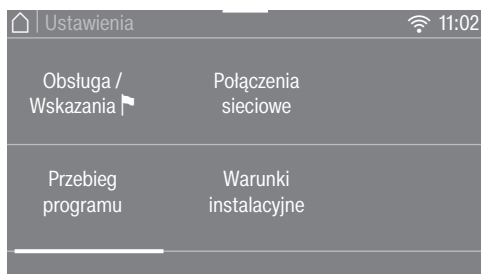 Ustawienia 11:02
Obsługa / Połączenia
Wskazania sieciowe
Przebieg Warunki
programu instalacyjne